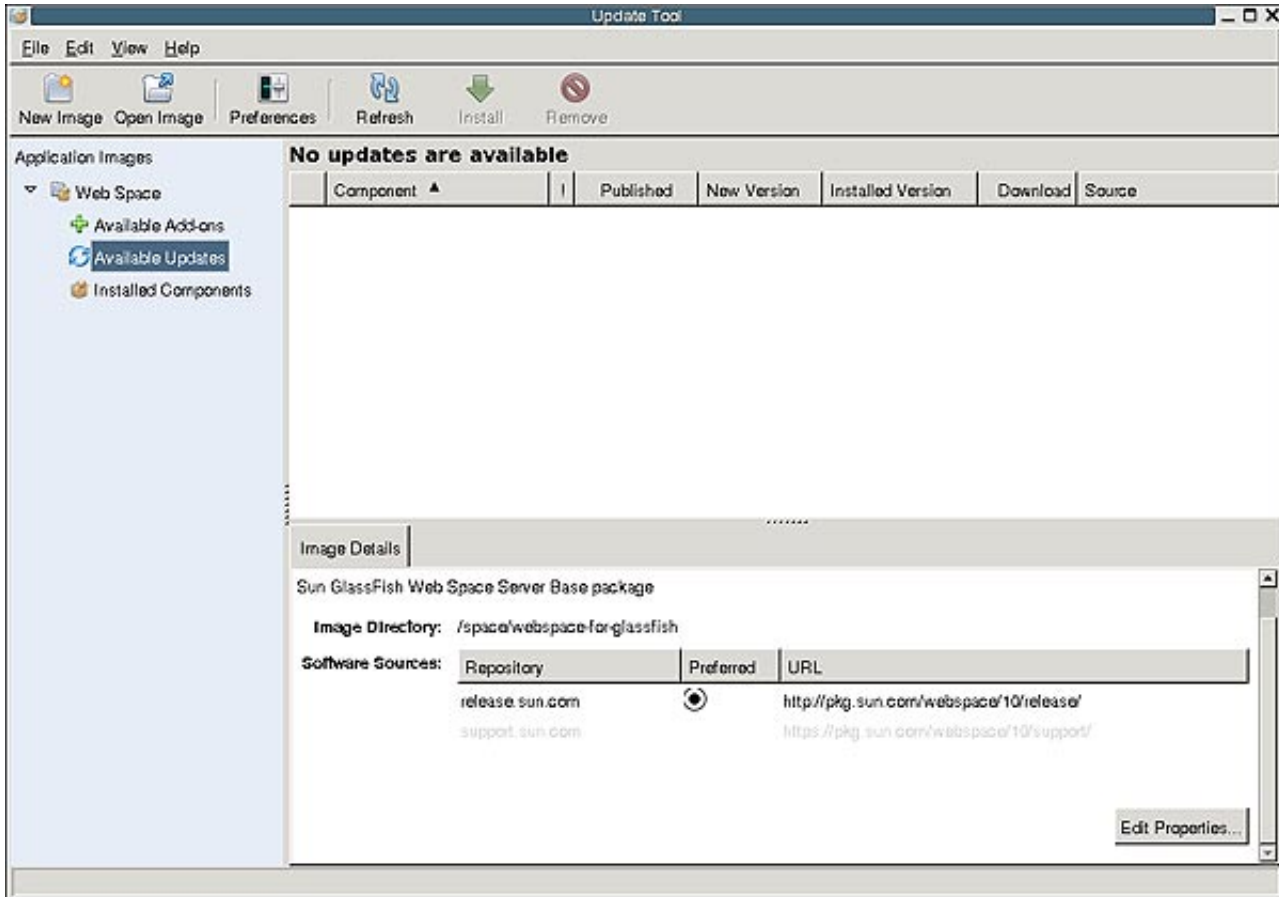 Update Tool
File Edit View Help
New Image Open Image Preferences Refresh Install Remove
Application Images
Web Space
Available Add-ons
Available Updates
Installed Components
No updates are available
Component ! Published New Version Installed Version Download Source
Image Details
Sun GlassFish Web Space Server Base package
Image Directory: /space/webspace-for-glassfish
Software Sources: Repository Preferred URL
release.sun.com http://pkg.sun.com/webspace/10/release/
support.sun.com https://pkg.sun.com/webspace/10/support/
Edit Properties...